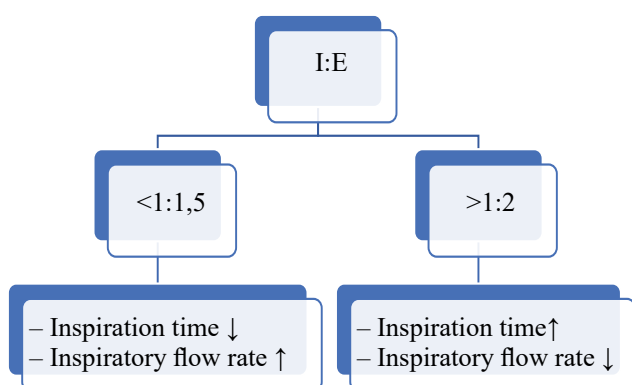 I:E
<1:1,5
>1:2
– Inspiration time ↓
– Inspiratory flow rate ↑
– Inspiration time↑
– Inspiratory flow rate ↓